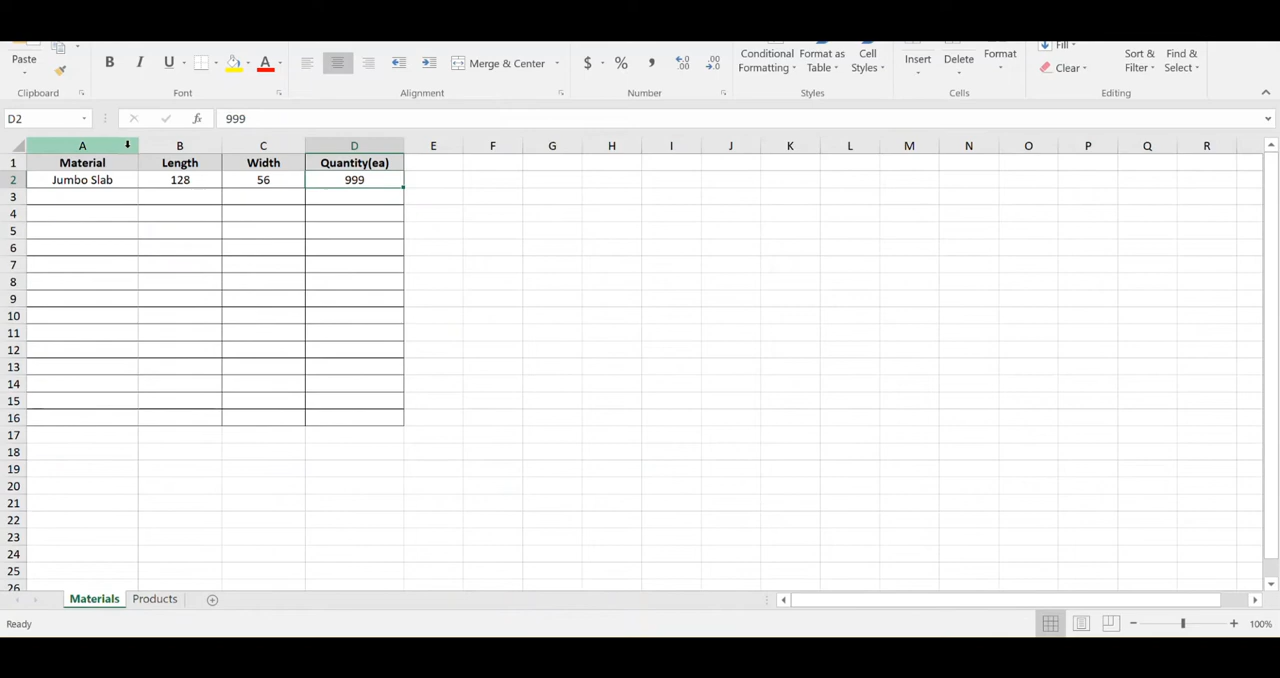 Fill
Paste
B I U A
Merge & Center
$ % ,
Conditional Formatting
Format as Table
Cell Styles
Insert
Delete
Format
Clear
Sort & Filter
Find & Select
Clipboard
Font
Alignment
Number
Styles
Cells
Editing
D2
fx
999
A B C D E F G H I J K L M N O P Q R
1 Material Length Width Quantity(ea)
2 Jumbo Slab 128 56 999
3
4
5
6
7
8
9
10
11
12
13
14
15
16
17
18
19
20
21
22
23
24
25
26
Materials Products
Ready
100%